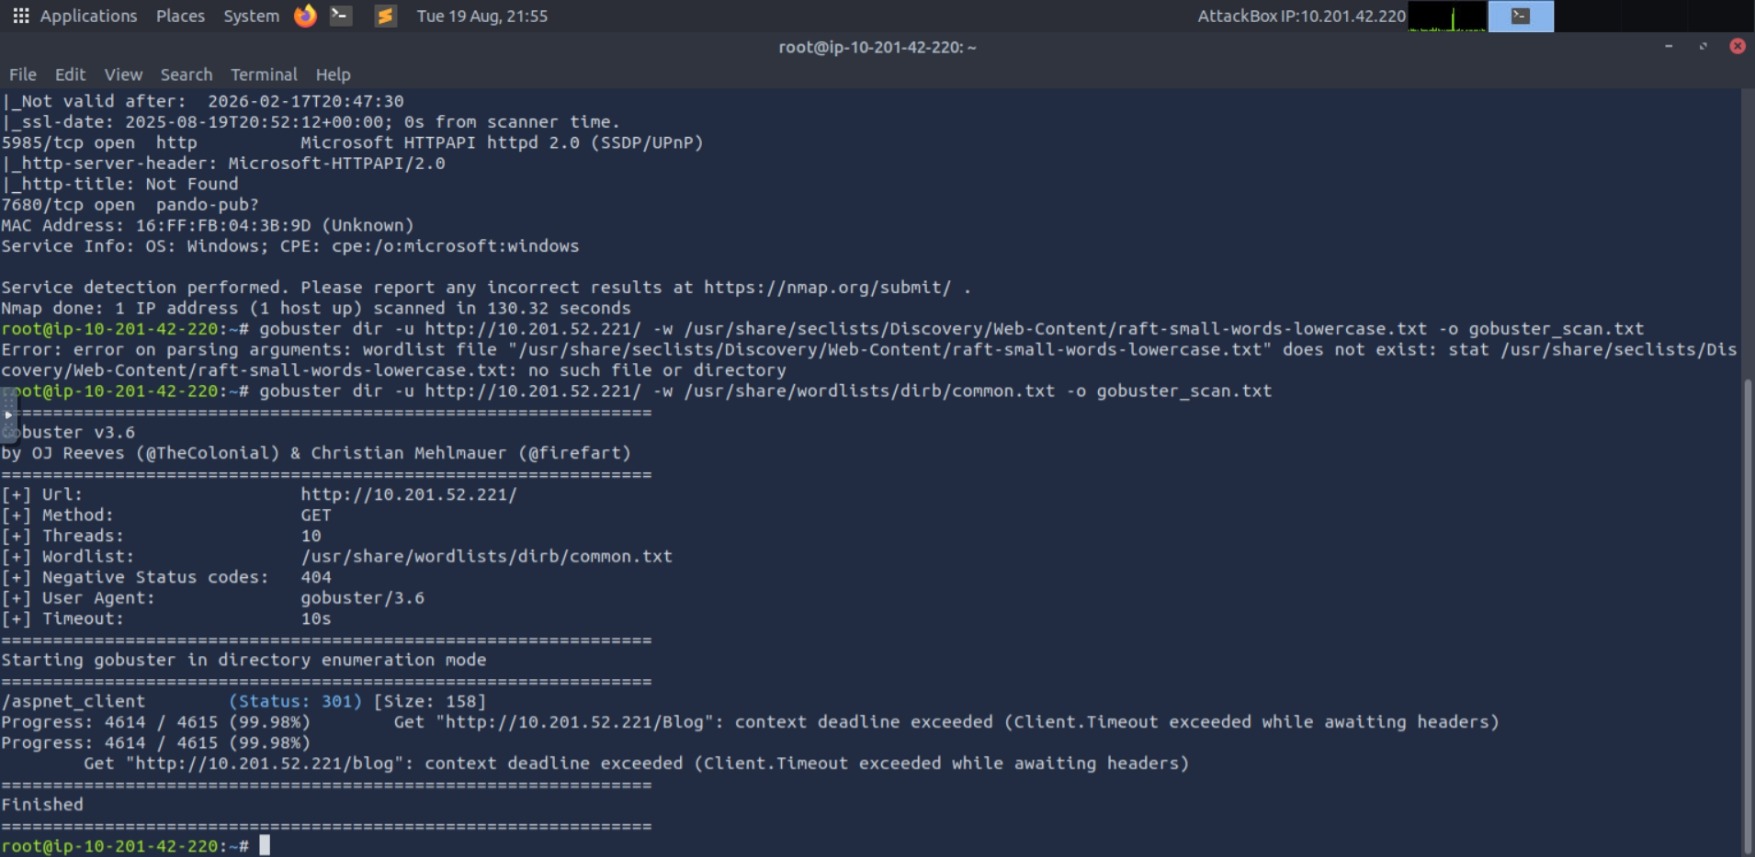 Applications Places System Tue 19 Aug, 21:55 AttackBox IP:10.201.42.220
root@ip-10-201-42-220: ~
File Edit View Search Terminal Help
|_Not valid after:  2026-02-17T20:47:30
|_ssl-date: 2025-08-19T20:52:12+00:00; 0s from scanner time.
5985/tcp open  http          Microsoft HTTPAPI httpd 2.0 (SSDP/UPnP)
|_http-server-header: Microsoft-HTTPAPI/2.0
|_http-title: Not Found
7680/tcp open  pando-pub?
MAC Address: 16:FF:FB:04:3B:9D (Unknown)
Service Info: OS: Windows; CPE: cpe:/o:microsoft:windows
Service detection performed. Please report any incorrect results at https://nmap.org/submit/ .
Nmap done: 1 IP address (1 host up) scanned in 130.32 seconds
root@ip-10-201-42-220:~# gobuster dir -u http://10.201.52.221/ -w /usr/share/seclists/Discovery/Web-Content/raft-small-words-lowercase.txt -o gobuster_scan.txt
Error: error on parsing arguments: wordlist file "/usr/share/seclists/Discovery/Web-Content/raft-small-words-lowercase.txt" does not exist: stat /usr/share/seclists/Dis
covery/Web-Content/raft-small-words-lowercase.txt: no such file or directory
root@ip-10-201-42-220:~# gobuster dir -u http://10.201.52.221/ -w /usr/share/wordlists/dirb/common.txt -o gobuster_scan.txt
===============================================================
Gobuster v3.6
by OJ Reeves (@TheColonial) & Christian Mehlmauer (@firefart)
===============================================================
[+] Url:                     http://10.201.52.221/
[+] Method:                  GET
[+] Threads:                 10
[+] Wordlist:                /usr/share/wordlists/dirb/common.txt
[+] Negative Status codes:   404
[+] User Agent:              gobuster/3.6
[+] Timeout:                 10s
===============================================================
Starting gobuster in directory enumeration mode
===============================================================
/aspnet_client        (Status: 301) [Size: 158]
Progress: 4614 / 4615 (99.98%)        Get "http://10.201.52.221/Blog": context deadline exceeded (Client.Timeout exceeded while awaiting headers)
Progress: 4614 / 4615 (99.98%)
Get "http://10.201.52.221/blog": context deadline exceeded (Client.Timeout exceeded while awaiting headers)
===============================================================
Finished
===============================================================
root@ip-10-201-42-220:~#